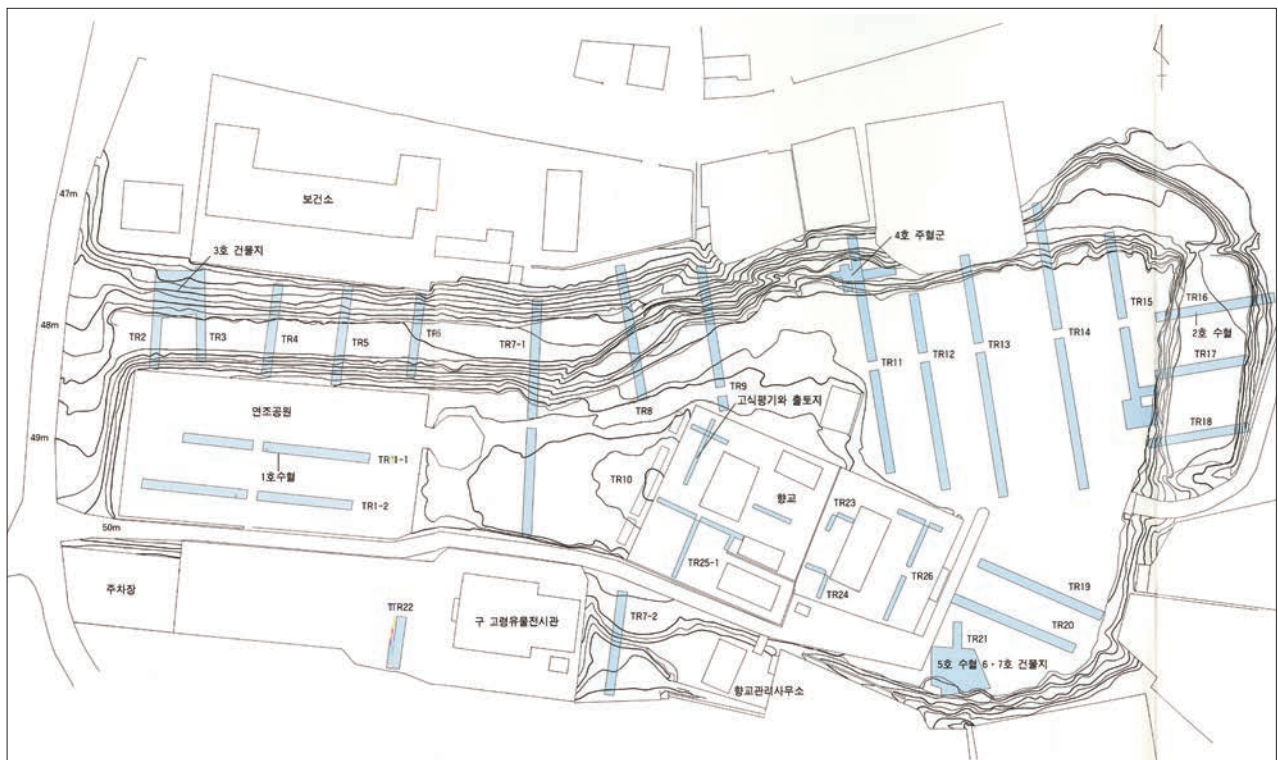 47m
보건소
3호 건물지
4호 주혈군
48m
TR2
TR3
TR4
TR5
TR6
TR7-1
TR8
TR9
TR11
TR12
TR13
TR14
TR15
TR16
2호 수혈
TR17
TR18
고식평기와 출토지
연조공원
49m
1호수혈
TR1-2
50m
TR10
향교
TR23
TR25-1
TR24
TR26
TR19
TR20
TR21
5호 수혈 6·7호 건물지
주차장
구 고령유물전시관
TR7-2
향교관리사무소